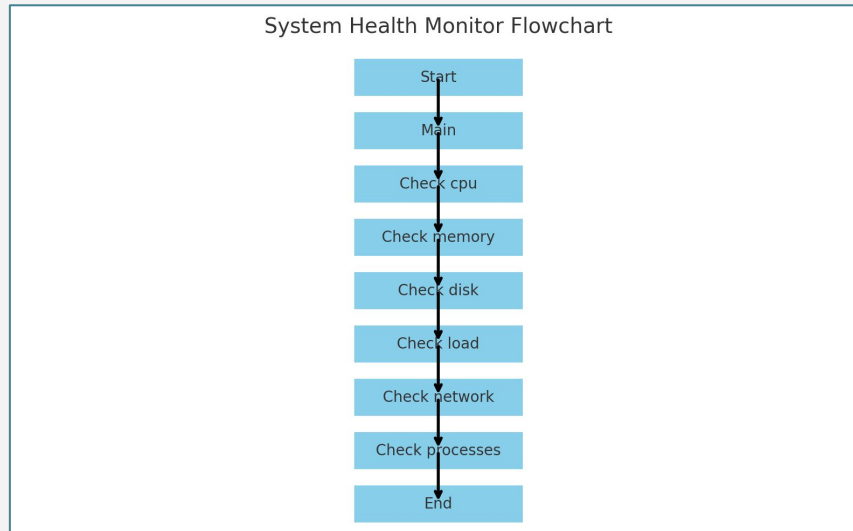 System Health Monitor Flowchart
Start
Main
Check cpu
Check memory
Check disk
Check load
Check network
Check processes
End